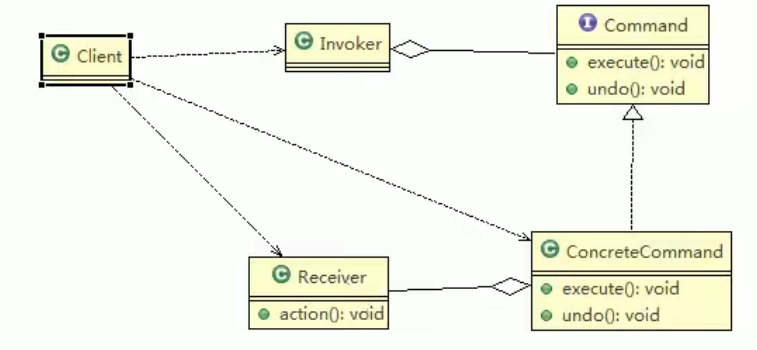 Client
Invoker
Command
execute(): void
undo(): void
Receiver
action(): void
ConcreteCommand
execute(): void
undo(): void